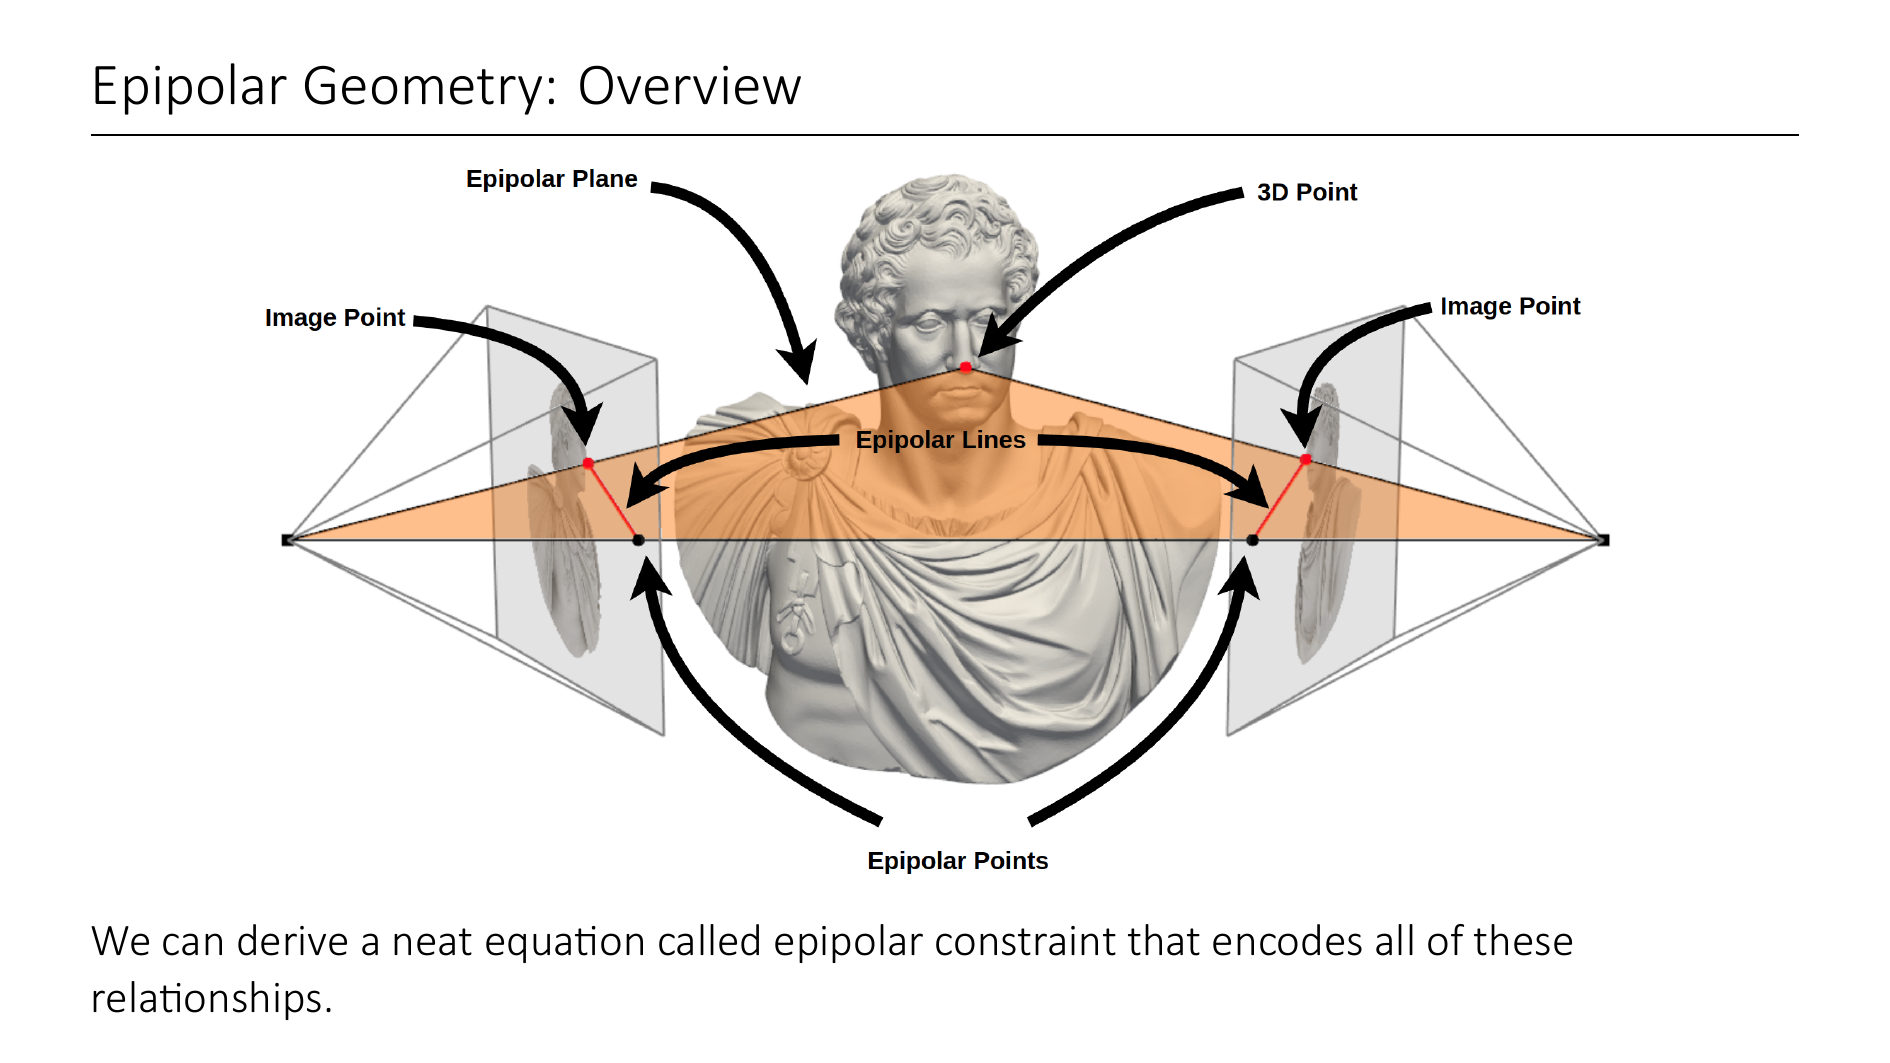 Epipolar Geometry: Overview
Epipolar Plane
3D Point
Image Point
Image Point
Epipolar Lines
Epipolar Points
We can derive a neat equation called epipolar constraint that encodes all of these
relationships.